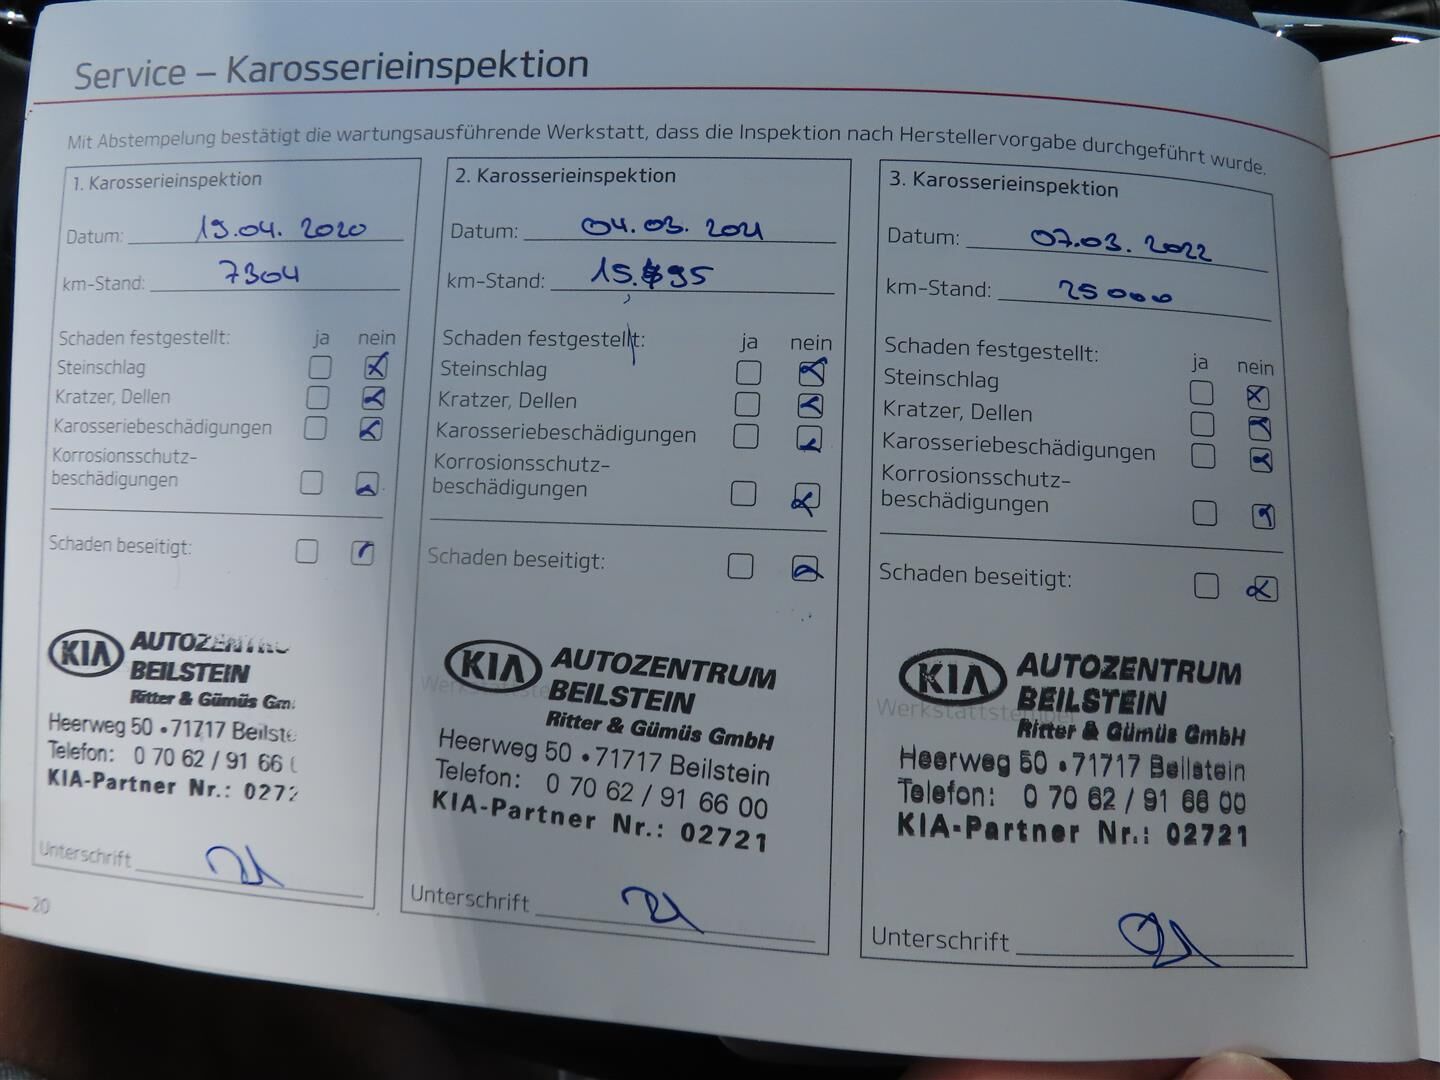 Service – Karosserieinspektion
Mit Abstempelung bestätigt die wartungsausführende Werkstatt, dass die Inspektion nach Herstellervorgabe durchgeführt wurde.
1. Karosserieinspektion
Datum: 19.04. 2020
km-Stand: 7304
Schaden festgestellt: ja nein
Steinschlag
Kratzer, Dellen
Karosseriebeschädigungen
Korrosionsschutz-
beschädigungen
Schaden beseitigt:
KIA AUTOZENTRU
BEILSTEIN
Ritter & Gümüs Gm
Heerweg 50 • 71717 Beilste
Telefon: 0 70 62 / 91 66
KIA-Partner Nr.: 0272
Unterschrift
20
2. Karosserieinspektion
Datum: 04.03. 2021
km-Stand:
Schaden festgestellt: ja nein
Steinschlag
Kratzer, Dellen
Karosseriebeschädigungen
Korrosionsschutz-
beschädigungen
Schaden beseitigt:
KIA AUTOZENTRUM
BEILSTEIN
Ritter & Gümüs GmbH
Heerweg 50 • 71717 Beilstein
Telefon: 0 70 62 / 91 66 00
KIA-Partner Nr.: 02721
Unterschrift
3. Karosserieinspektion
Datum: 07.03. 2022
km-Stand: 25000
Schaden festgestellt: ja nein
Steinschlag
Kratzer, Dellen
Karosseriebeschädigungen
Korrosionsschutz-
beschädigungen
Schaden beseitigt:
KIA AUTOZENTRUM
BEILSTEIN
Werkstattstempel
Ritter & Gümüs GmbH
Heerweg 50 • 71717 Beilstein
Telefon: 0 70 62 / 91 66 00
KIA-Partner Nr.: 02721
Unterschrift